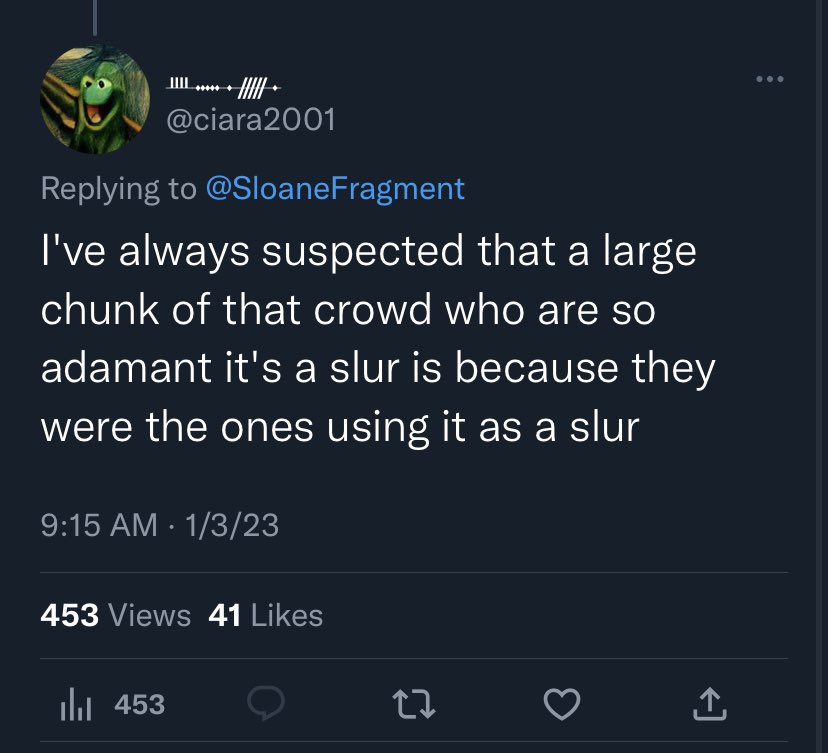 @ciara2001
Replying to @SloaneFragment
I've always suspected that a large
chunk of that crowd who are so
adamant it's a slur is because they
were the ones using it as a slur
9:15 AM · 1/3/23
453 Views 41 Likes
453